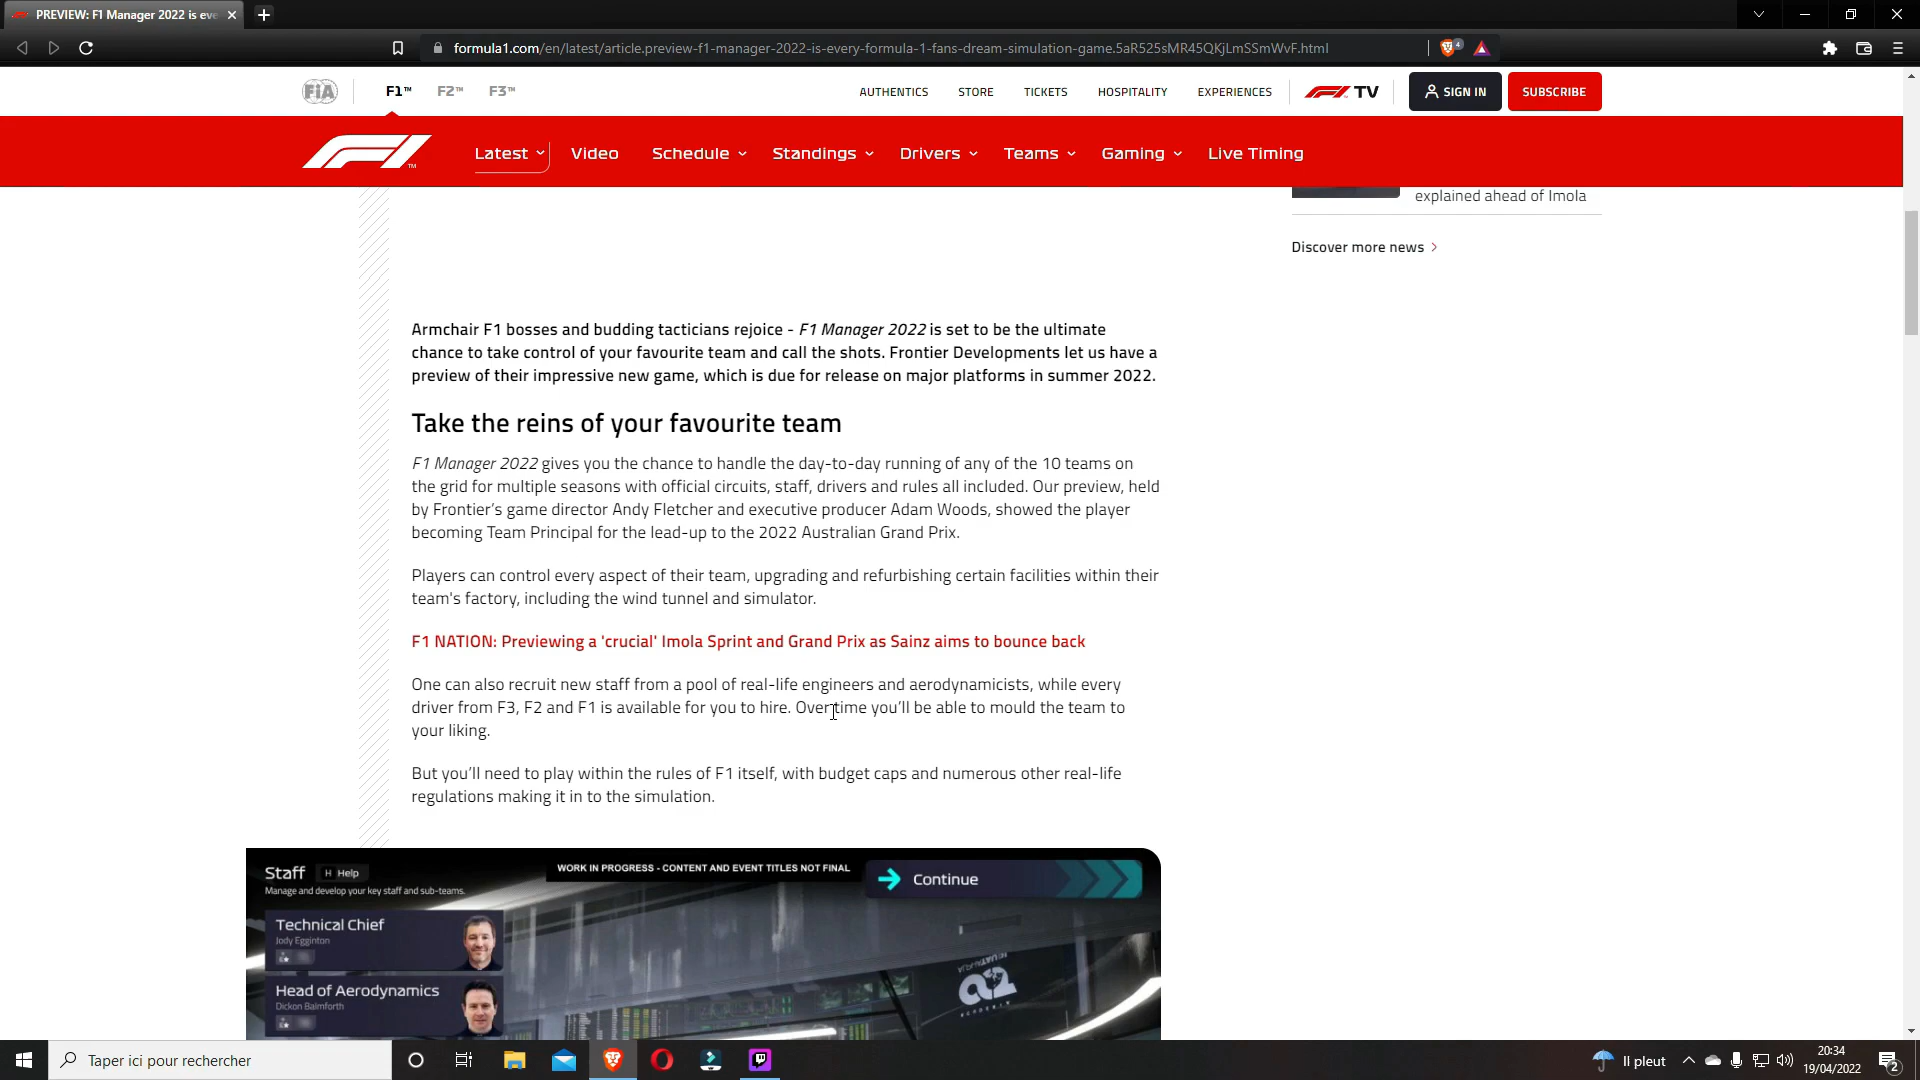 PREVIEW: F1 Manager 2022 is eve
formula1.com/en/latest/article.preview-f1-manager-2022-is-every-formula-1-fans-dream-simulation-game.5aR525sMR45QKjLmSSmWvF.html
4
FiA
F1™ F2™ F3™
AUTHENTICS STORE TICKETS HOSPITALITY EXPERIENCES
F1 TV
SIGN IN
SUBSCRIBE
F1
Latest Video Schedule Standings Drivers Teams Gaming Live Timing
explained ahead of Imola
Discover more news
Armchair F1 bosses and budding tacticians rejoice - F1 Manager 2022 is set to be the ultimate
chance to take control of your favourite team and call the shots. Frontier Developments let us have a
preview of their impressive new game, which is due for release on major platforms in summer 2022.
Take the reins of your favourite team
F1 Manager 2022 gives you the chance to handle the day-to-day running of any of the 10 teams on
the grid for multiple seasons with official circuits, staff, drivers and rules all included. Our preview, held
by Frontier’s game director Andy Fletcher and executive producer Adam Woods, showed the player
becoming Team Principal for the lead-up to the 2022 Australian Grand Prix.
Players can control every aspect of their team, upgrading and refurbishing certain facilities within their
team's factory, including the wind tunnel and simulator.
F1 NATION: Previewing a 'crucial' Imola Sprint and Grand Prix as Sainz aims to bounce back
One can also recruit new staff from a pool of real-life engineers and aerodynamicists, while every
driver from F3, F2 and F1 is available for you to hire. Over time you’ll be able to mould the team to
your liking.
But you’ll need to play within the rules of F1 itself, with budget caps and numerous other real-life
regulations making it in to the simulation.
Staff H Help
Manage and develop your key staff and sub-teams.
WORK IN PROGRESS - CONTENT AND EVENT TITLES NOT FINAL
Continue
Technical Chief
Jody Egginton
Head of Aerodynamics
Dickon Balmforth
Taper ici pour rechercher
Il pleut
20:34
19/04/2022
2